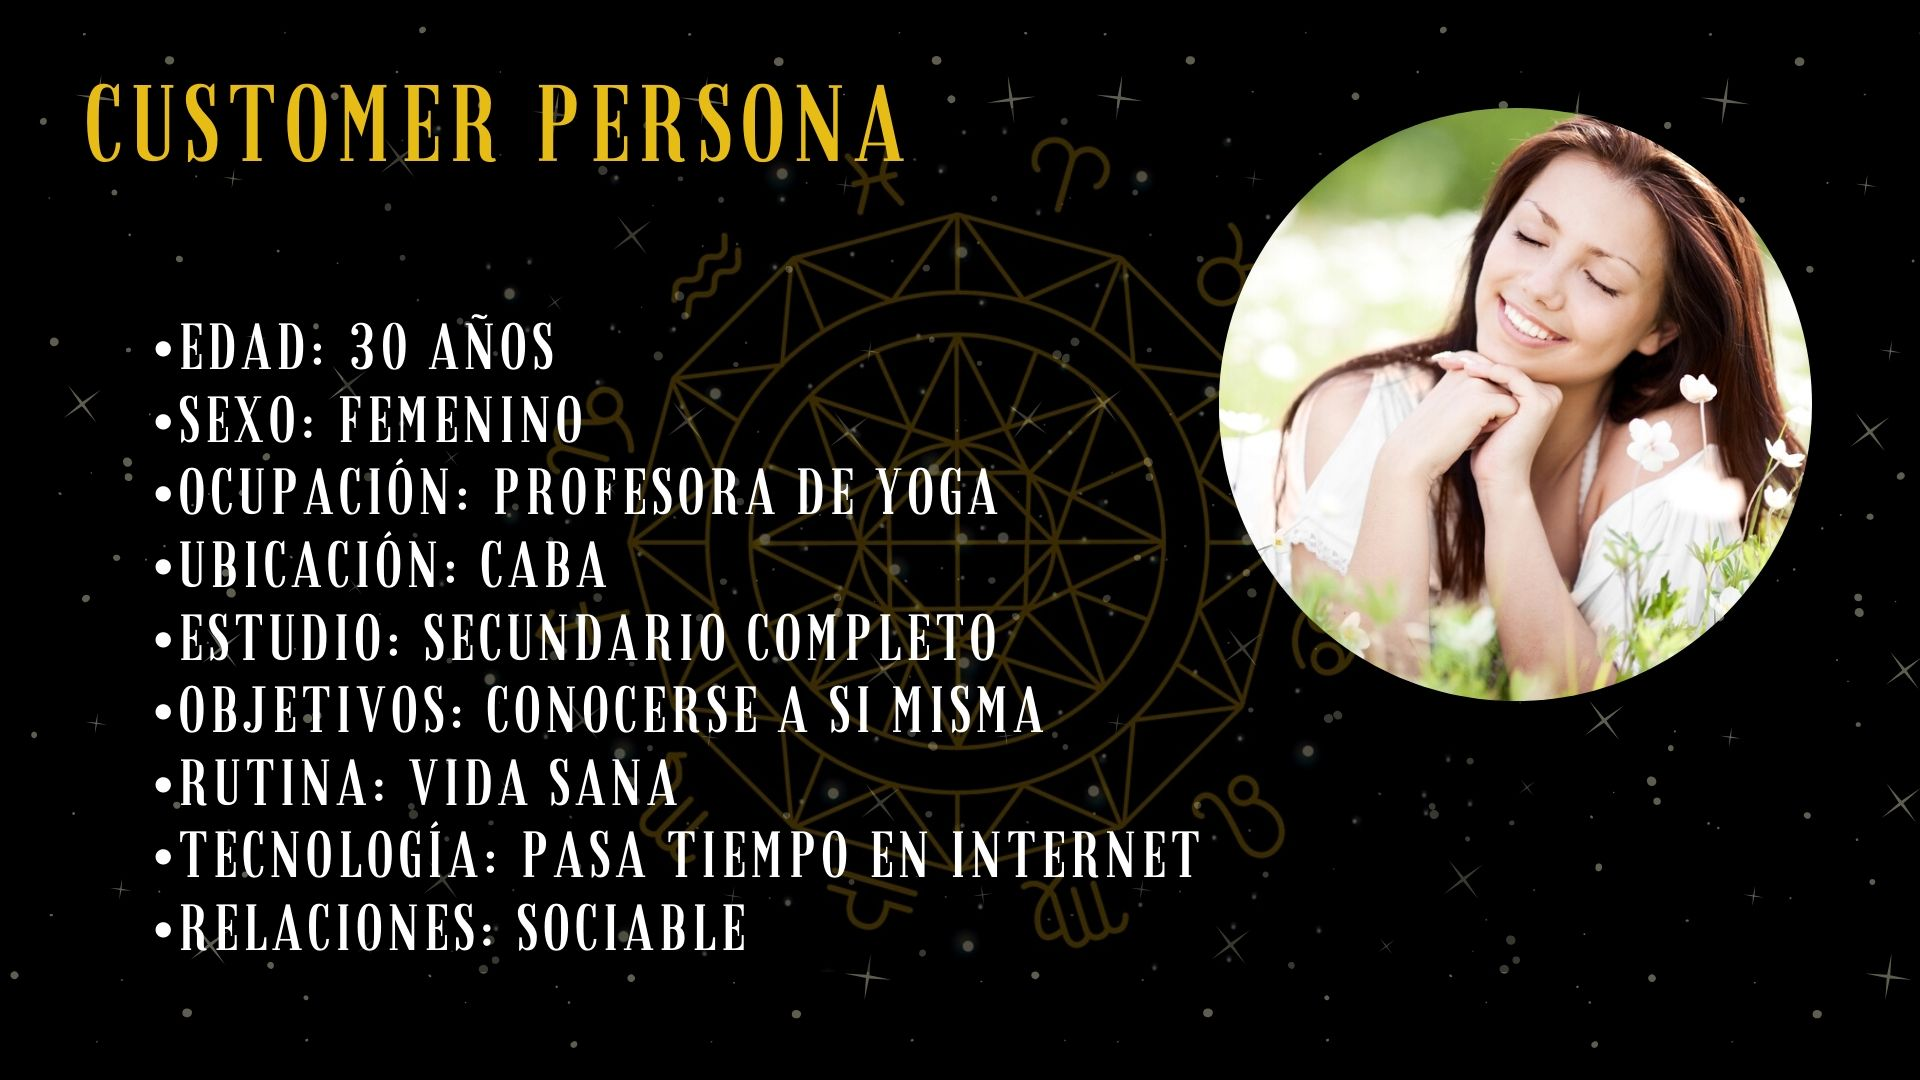 CUSTOMER PERSONA
•EDAD: 30 AÑOS
•SEXO: FEMENINO
•OCUPACIÓN: PROFESORA DE YOGA
•UBICACIÓN: CABA
•ESTUDIO: SECUNDARIO COMPLETO
•OBJETIVOS: CONOCERSE A SI MISMA
•RUTINA: VIDA SANA
•TECNOLOGÍA: PASA TIEMPO EN INTERNET
•RELACIONES: SOCIABLE